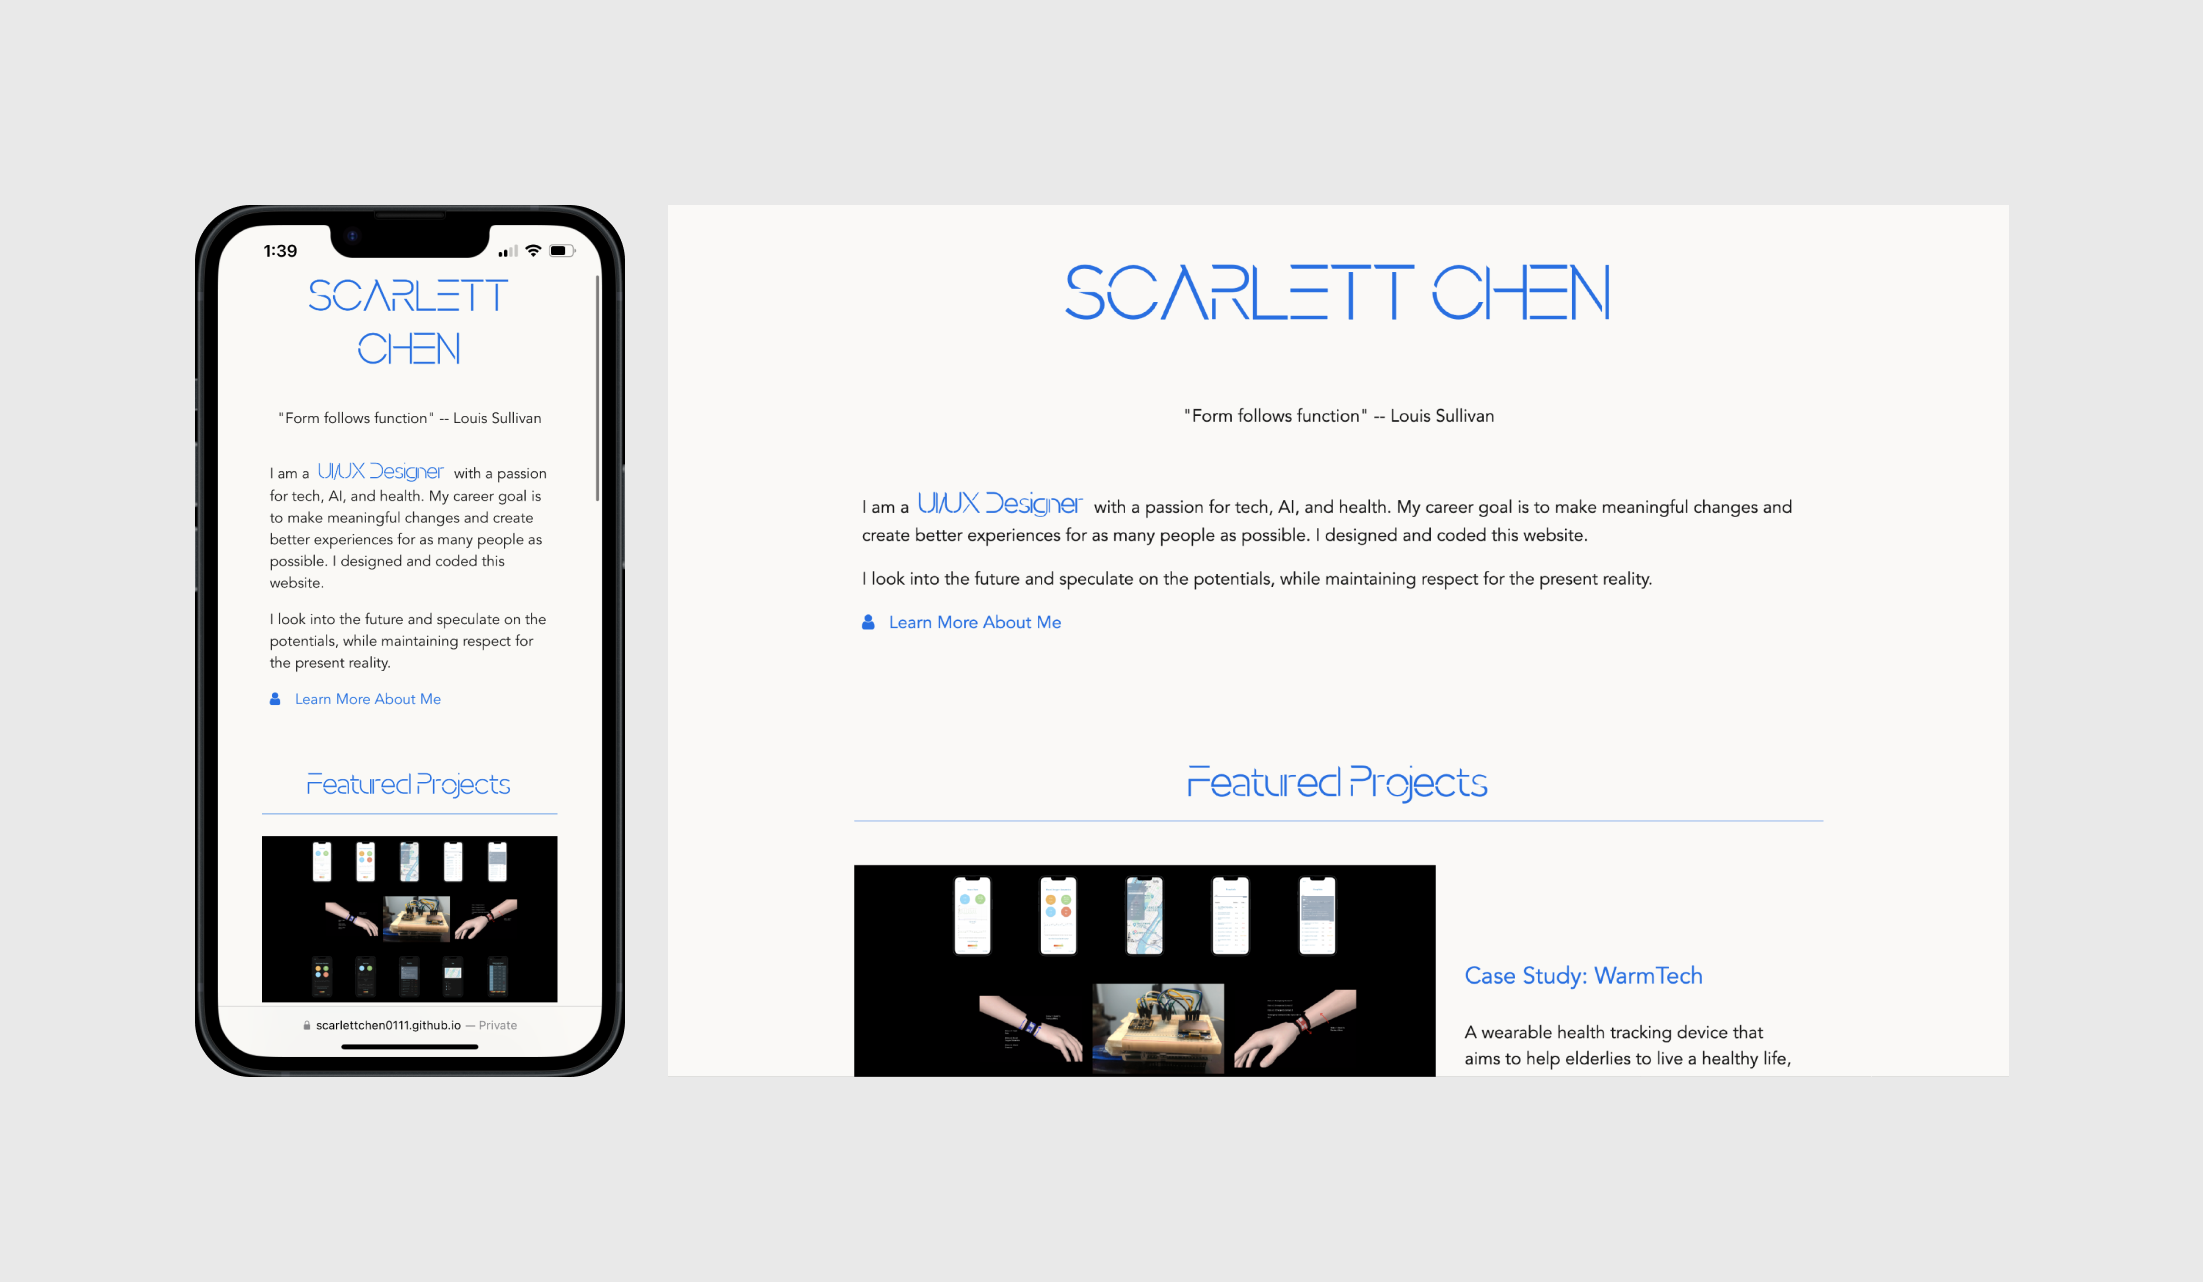 1:39
SCARLETT
CHEN
"Form follows function" -- Louis Sullivan
I am a UI/UX Designer with a passion
for tech, AI, and health. My career goal is
to make meaningful changes and create
better experiences for as many people as
possible. I designed and coded this
website.
I look into the future and speculate on the
potentials, while maintaining respect for
the present reality.
Learn More About Me
Featured Projects
scarlettchen0111.github.io — Private
SCARLETT CHEN
"Form follows function" -- Louis Sullivan
I am a UI/UX Designer with a passion for tech, AI, and health. My career goal is to make meaningful changes and
create better experiences for as many people as possible. I designed and coded this website.
I look into the future and speculate on the potentials, while maintaining respect for the present reality.
Learn More About Me
Featured Projects
Case Study: WarmTech
A wearable health tracking device that
aims to help elderlies to live a healthy life,